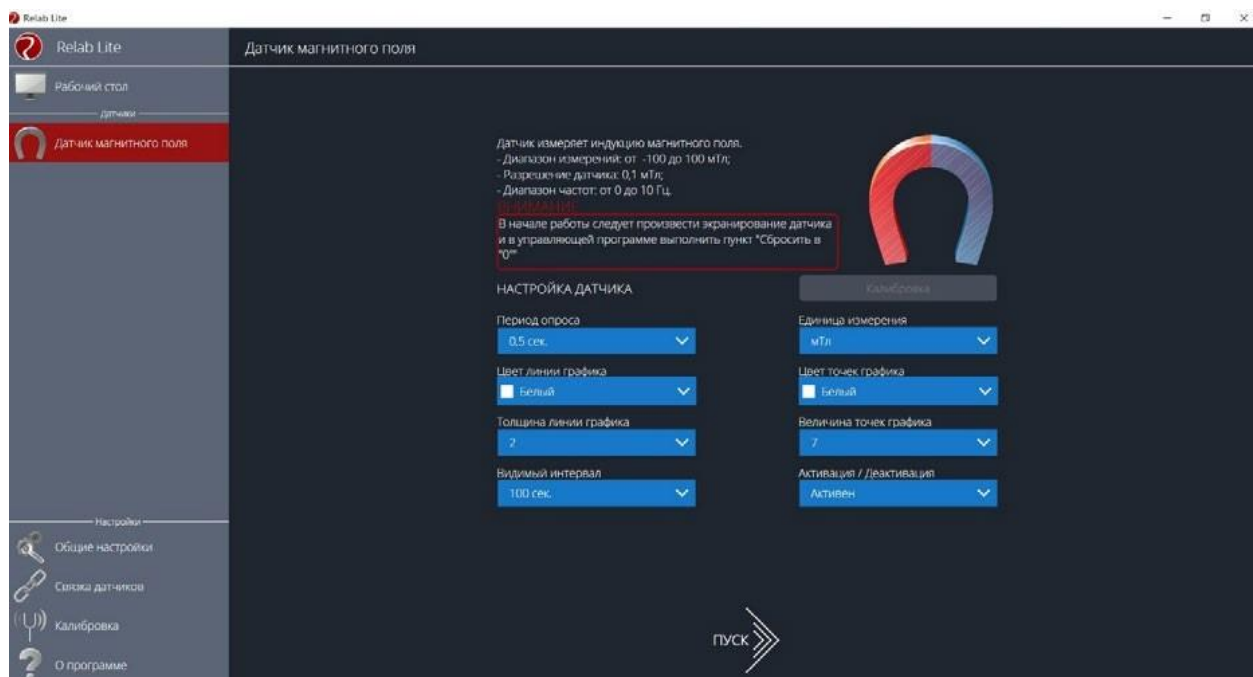 Relab Lite
Relab Lite
Датчик магнитного поля
Рабочий стол
Датчики
Датчик магнитного поля
Датчик измеряет индукцию магнитного поля.
- Диапазон измерений: от -100 до 100 мТл;
- Разрешение датчика: 0,1 мТл;
- Диапазон частот: от 0 до 10 Гц.
ВНИМАНИЕ
В начале работы следует произвести экранирование датчика
и в управляющей программе выполнить пункт "Сбросить в
"0""
НАСТРОЙКА ДАТЧИКА
Калибровка
Период опроса
Единица измерения
0,5 сек.
мТл
Цвет линии графика
Цвет точек графика
Белый
Белый
Толщина линии графика
Величина точек графика
2
7
Видимый интервал
Активация / Деактивация
100 сек.
Активен
Настройки
Общие настройки
Связка датчиков
Калибровка
О программе
ПУСК